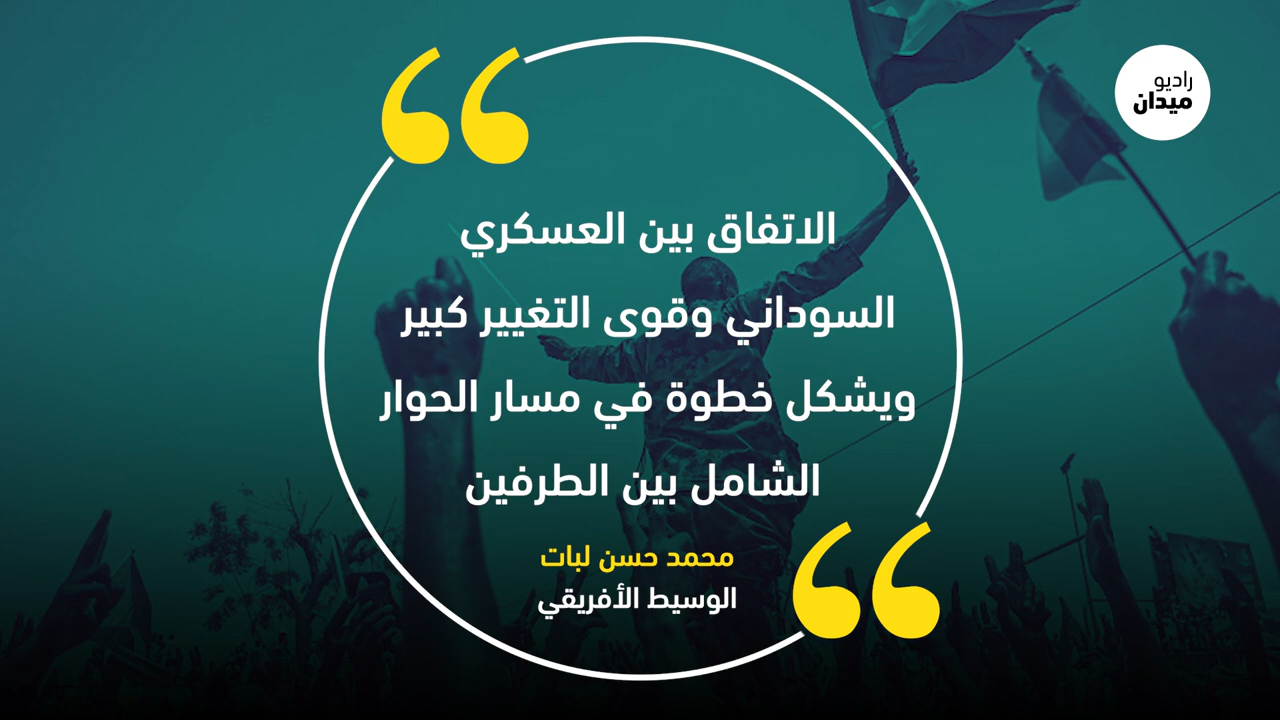 راديو
ميدان
الاتفاق بين العسكري
السوداني وقوى التغيير كبير
ويشكل خطوة في مسار الحوار
الشامل بين الطرفين
محمد حسن لبات
الوسيط الأفريقي